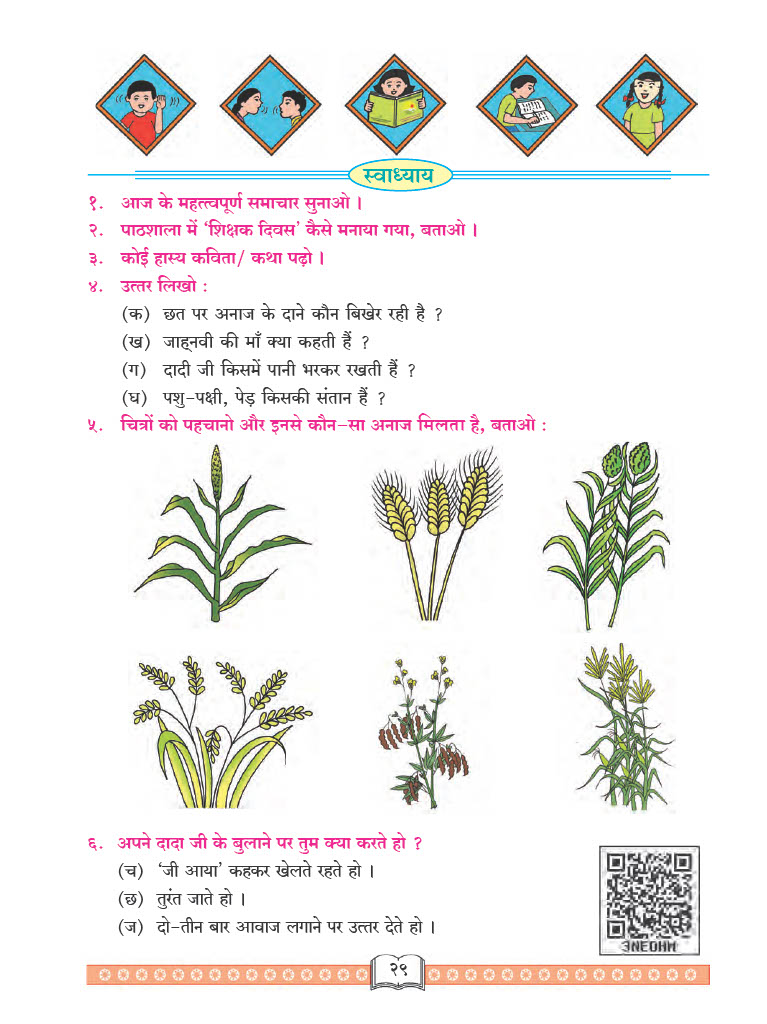 स्वाध्याय
१. आज के महत्त्वपूर्ण समाचार सुनाओ ।
२. पाठशाला में ‘शिक्षक दिवस’ कैसे मनाया गया, बताओ ।
३. कोई हास्य कविता/ कथा पढ़ो ।
४. उत्तर लिखो :
(क) छत पर अनाज के दाने कौन बिखेर रही है ?
(ख) जाह्नवी की माँ क्या कहती हैं ?
(ग) दादी जी किसमें पानी भरकर रखती हैं ?
(घ) पशु-पक्षी, पेड़ किसकी संतान हैं ?
५. चित्रों को पहचानो और इनसे कौन-सा अनाज मिलता है, बताओ :
६. अपने दादा जी के बुलाने पर तुम क्या करते हो ?
(च) ‘जी आया’ कहकर खेलते रहते हो ।
(छ) तुरंत जाते हो ।
(ज) दो-तीन बार आवाज लगाने पर उत्तर देते हो ।
3NEQHM
२९